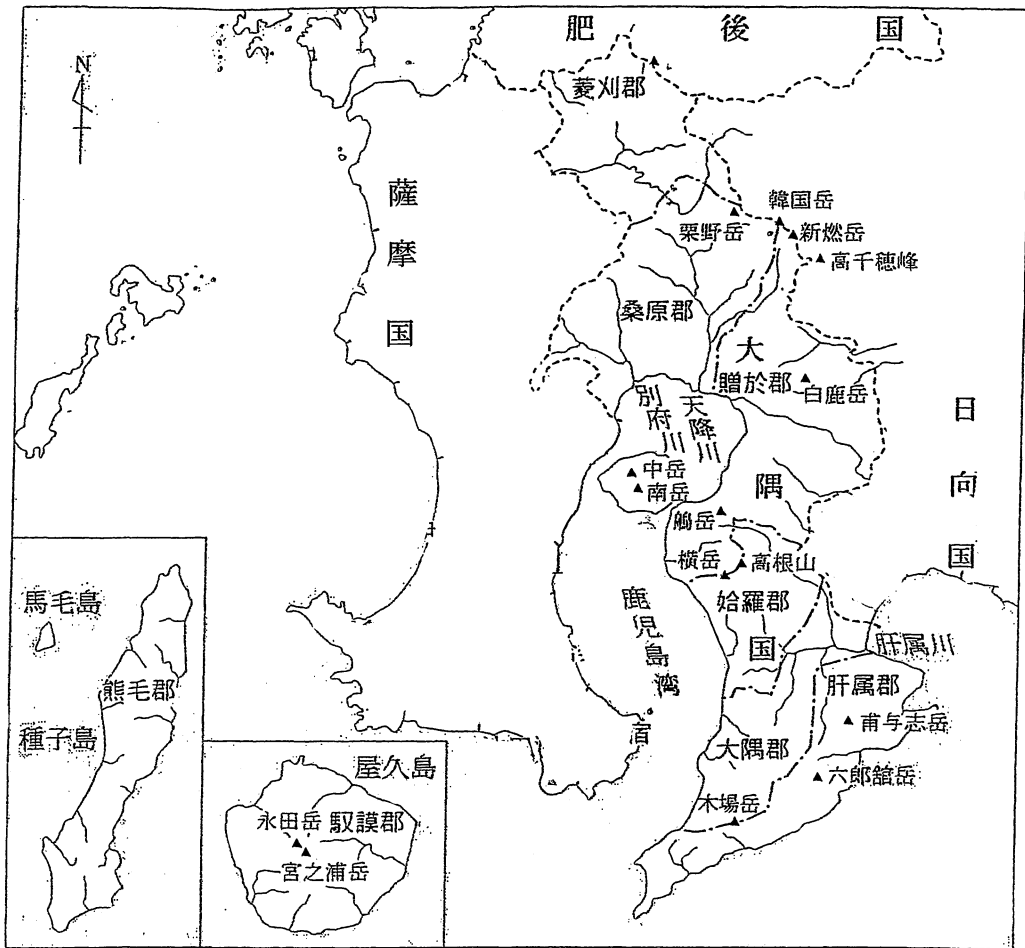 肥後国
N
菱刈郡
薩摩国
韓国岳
栗野岳
新燃岳
高千穂峰
桑原郡
大隅国
贈於郡
白鹿岳
日向国
別府川
天降川
中岳
南岳
鵃岳
横岳
高根山
姶羅郡
鹿児島湾
肝属川
肝属郡
甫与志岳
大隅郡
六郎舘岳
木場岳
馬毛島
熊毛郡
種子島
屋久島
永田岳
馭謨郡
宮之浦岳